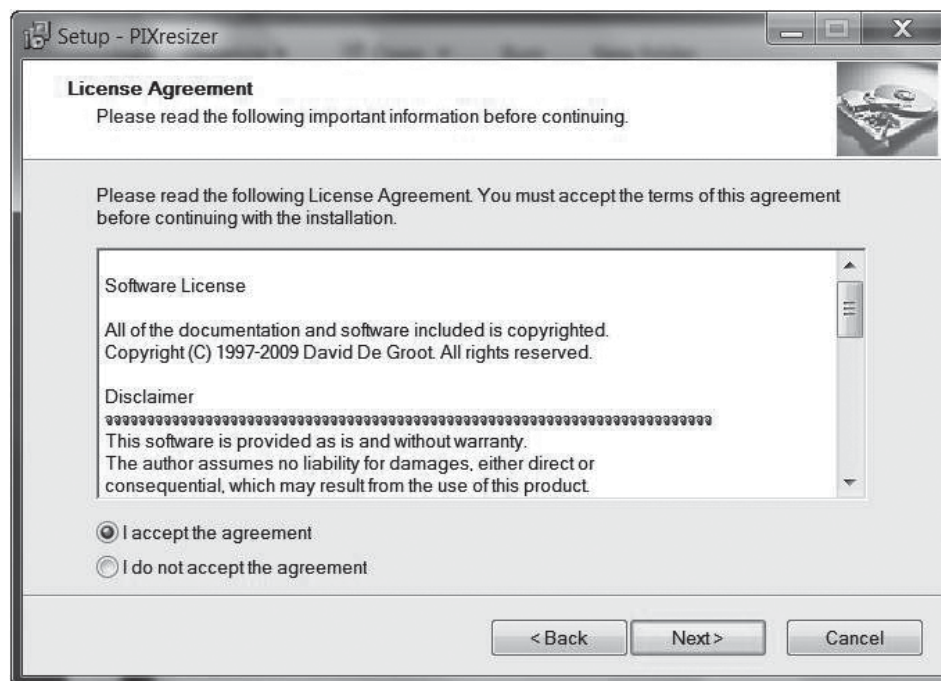 Setup - PIXresizer
License Agreement
Please read the following important information before continuing.
Please read the following License Agreement. You must accept the terms of this agreement
before continuing with the installation.
Software License
All of the documentation and software included is copyrighted.
Copyright (C) 1997-2009 David De Groot. All rights reserved.
Disclaimer
This software is provided as is and without warranty.
The author assumes no liability for damages, either direct or
consequential, which may result from the use of this product.
I accept the agreement
I do not accept the agreement
< Back
Next >
Cancel